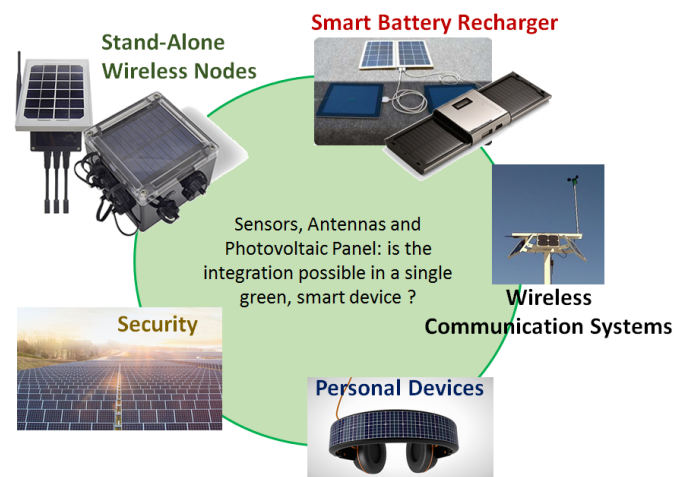 Smart Battery Recharger
Stand-Alone
Wireless Nodes
Sensors, Antennas and
Photovoltaic Panel: is the
integration possible in a single
green, smart device ?
Wireless
Communication Systems
Security
Personal Devices